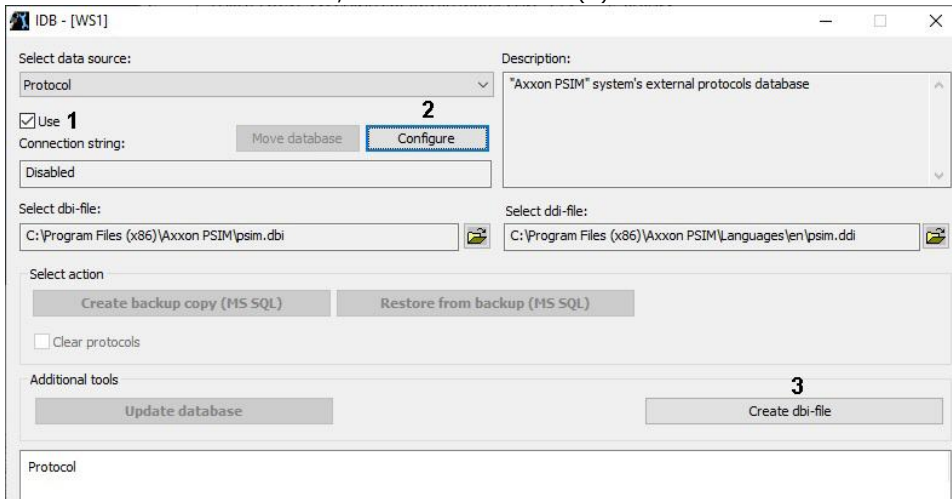 IDB - [WS1]
Select data source:
Description:
Protocol
"Axxon PSIM" system's external protocols database
Use 1
2
Connection string:
Move database
Configure
Disabled
Select dbi-file:
Select ddi-file:
C:\Program Files (x86)\Axxon PSIM\psim.dbi
C:\Program Files (x86)\Axxon PSIM\Languages\en\psim.ddi
Select action
Create backup copy (MS SQL)
Restore from backup (MS SQL)
Clear protocols
Additional tools
3
Update database
Create dbi-file
Protocol